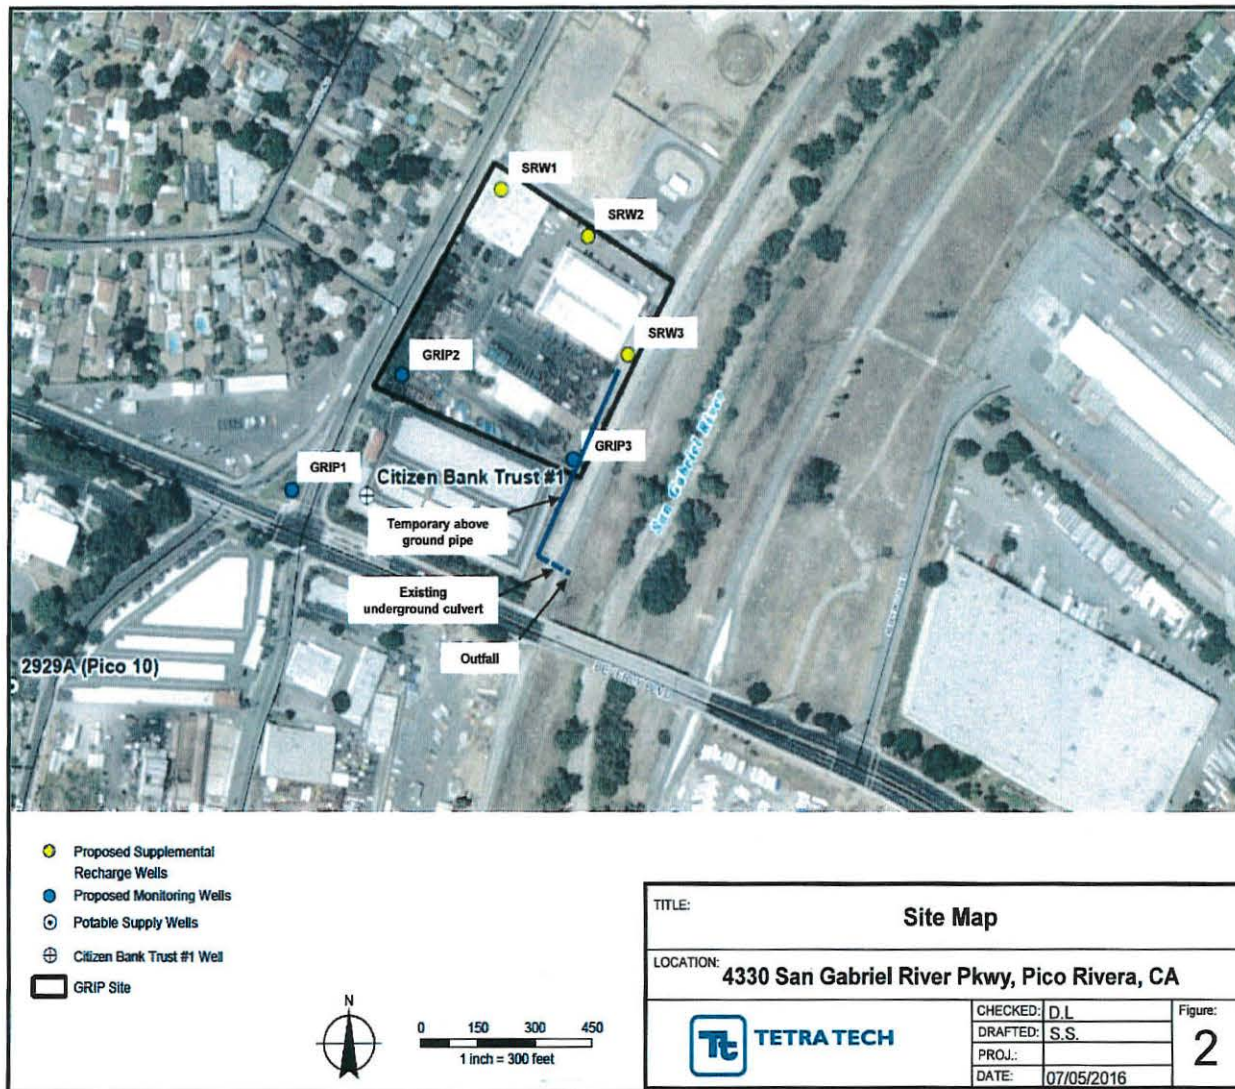 SRW1
SRW2
SRW3
GRIP2
GRIP3
GRIP1
Citizen Bank Trust #1
San Gabriel River
Temporary above
ground pipe
Existing
underground culvert
Outfall
2929A (Pico 10)
Proposed Supplemental
Recharge Wells
Proposed Monitoring Wells
Potable Supply Wells
Citizen Bank Trust #1 Well
GRIP Site
N
0 150 300 450
1 inch = 300 feet
TITLE: Site Map
LOCATION: 4330 San Gabriel River Pkwy, Pico Rivera, CA
Tt TETRA TECH
CHECKED: D.L
DRAFTED: S.S.
PROJ.:
DATE: 07/05/2016
Figure:
2